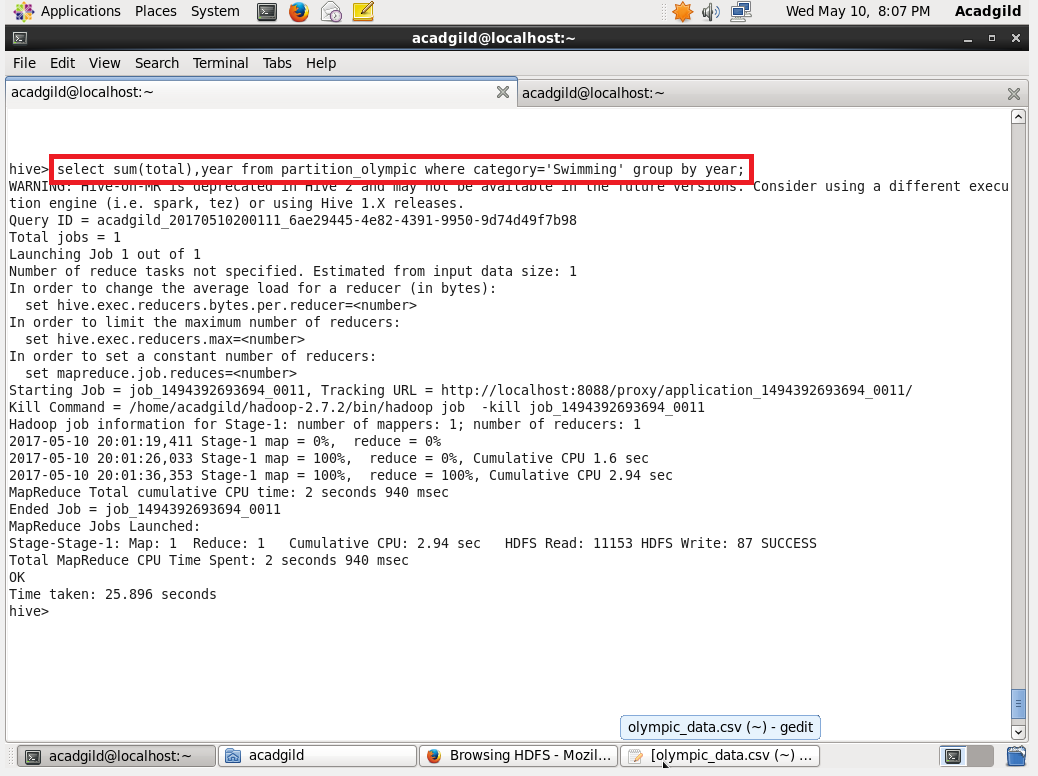 Applications Places System Wed May 10, 8:07 PM Acadgild
acadgild@localhost:~
File Edit View Search Terminal Tabs Help
acadgild@localhost:~ acadgild@localhost:~
hive> select sum(total),year from partition_olympic where category='Swimming' group by year;
WARNING: Hive-on-MR is deprecated in Hive 2 and may not be available in the future versions. Consider using a different execu
tion engine (i.e. spark, tez) or using Hive 1.X releases.
Query ID = acadgild_20170510200111_6ae29445-4e82-4391-9950-9d74d49f7b98
Total jobs = 1
Launching Job 1 out of 1
Number of reduce tasks not specified. Estimated from input data size: 1
In order to change the average load for a reducer (in bytes):
  set hive.exec.reducers.bytes.per.reducer=<number>
In order to limit the maximum number of reducers:
  set hive.exec.reducers.max=<number>
In order to set a constant number of reducers:
  set mapreduce.job.reduces=<number>
Starting Job = job_1494392693694_0011, Tracking URL = http://localhost:8088/proxy/application_1494392693694_0011/
Kill Command = /home/acadgild/hadoop-2.7.2/bin/hadoop job  -kill job_1494392693694_0011
Hadoop job information for Stage-1: number of mappers: 1; number of reducers: 1
2017-05-10 20:01:19,411 Stage-1 map = 0%,  reduce = 0%
2017-05-10 20:01:26,033 Stage-1 map = 100%,  reduce = 0%, Cumulative CPU 1.6 sec
2017-05-10 20:01:36,353 Stage-1 map = 100%,  reduce = 100%, Cumulative CPU 2.94 sec
MapReduce Total cumulative CPU time: 2 seconds 940 msec
Ended Job = job_1494392693694_0011
MapReduce Jobs Launched:
Stage-Stage-1: Map: 1  Reduce: 1   Cumulative CPU: 2.94 sec   HDFS Read: 11153 HDFS Write: 87 SUCCESS
Total MapReduce CPU Time Spent: 2 seconds 940 msec
OK
Time taken: 25.896 seconds
hive>
olympic_data.csv (~) - gedit
acadgild@localhost:~ acadgild Browsing HDFS - Mozil... [olympic_data.csv (~) ...